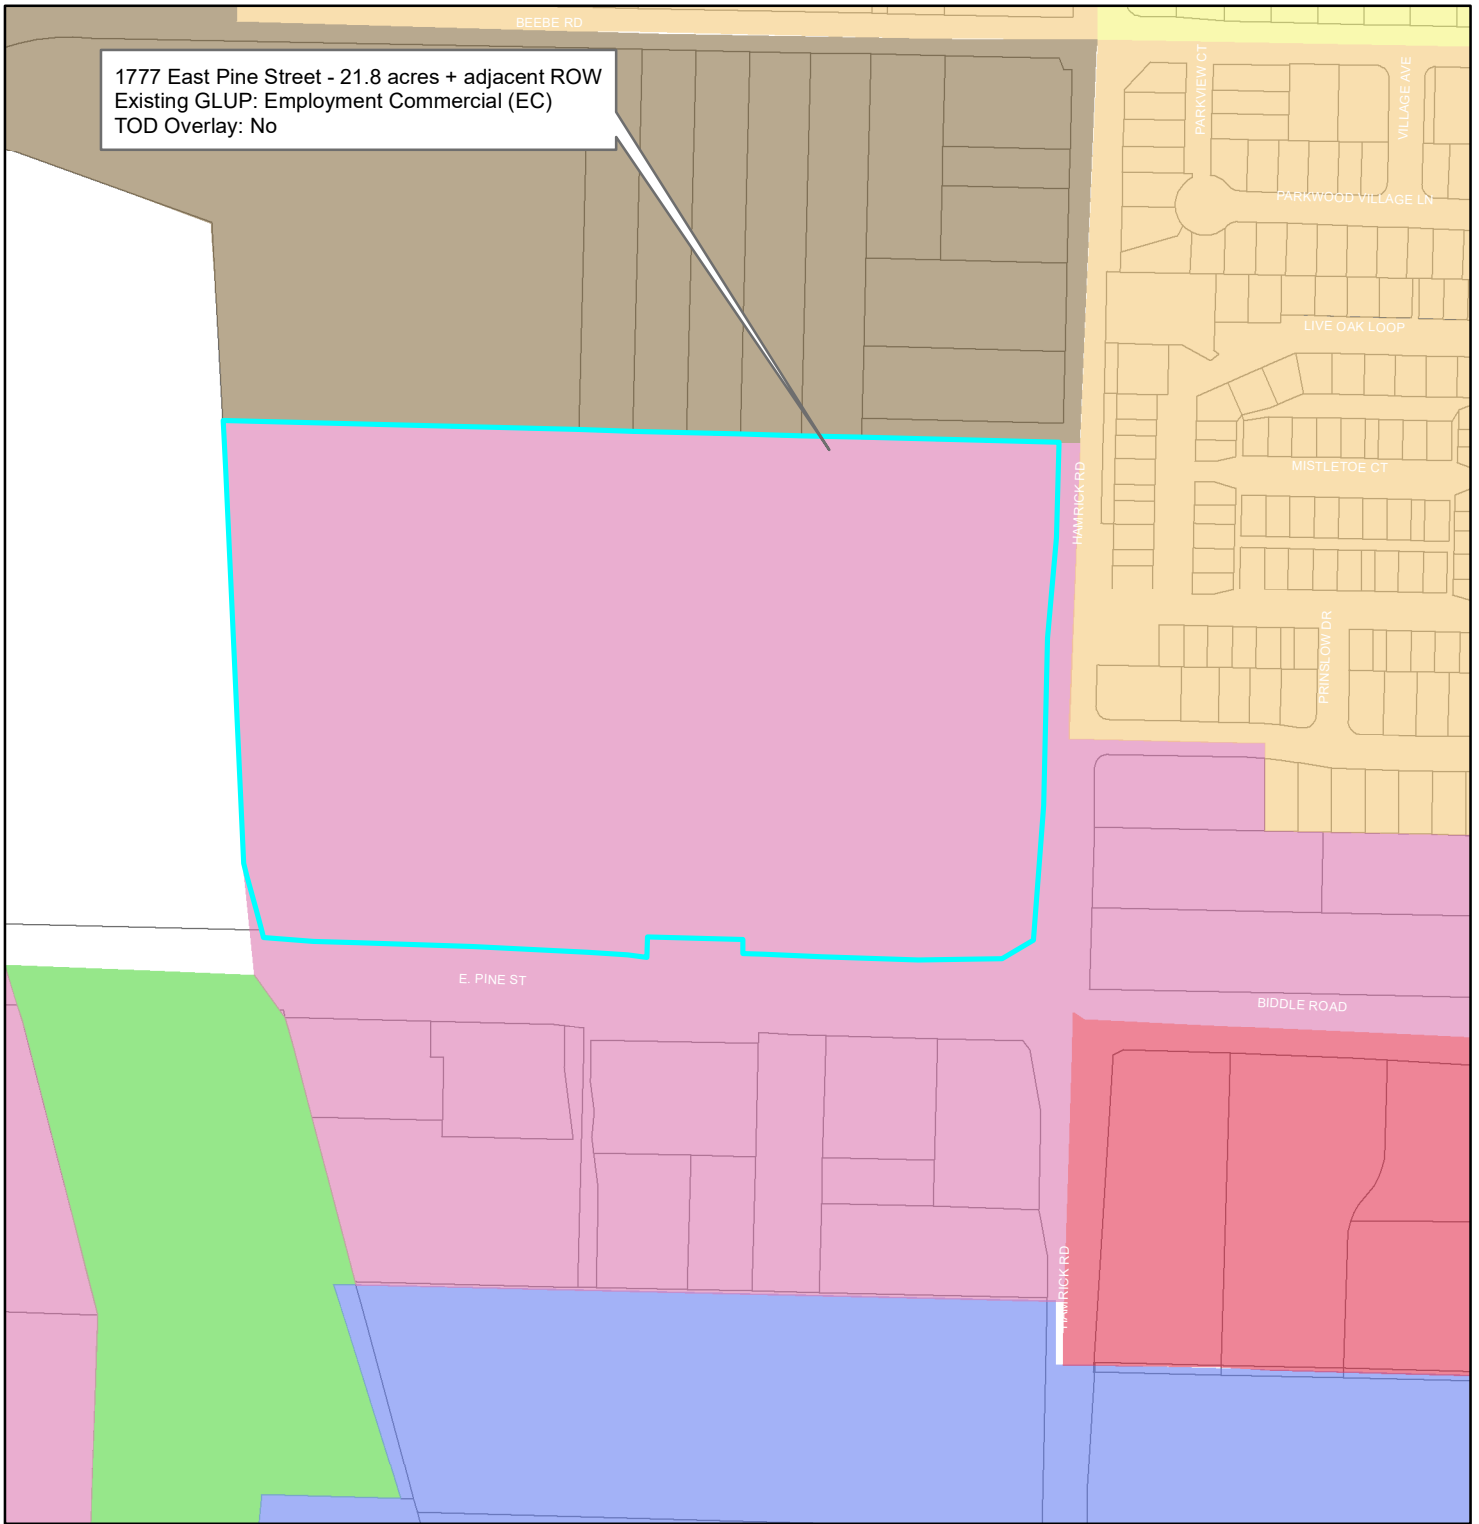 BEEBE RD
1777 East Pine Street - 21.8 acres + adjacent ROW
Existing GLUP: Employment Commercial (EC)
TOD Overlay: No
PARKVIEW CT
VILLAGE AVE
PARKWOOD VILLAGE LN
LIVE OAK LOOP
MISTLETOE CT
HAMRICK RD
PRINSLOW DR
E. PINE ST
BIDDLE ROAD
HAMRICK RD